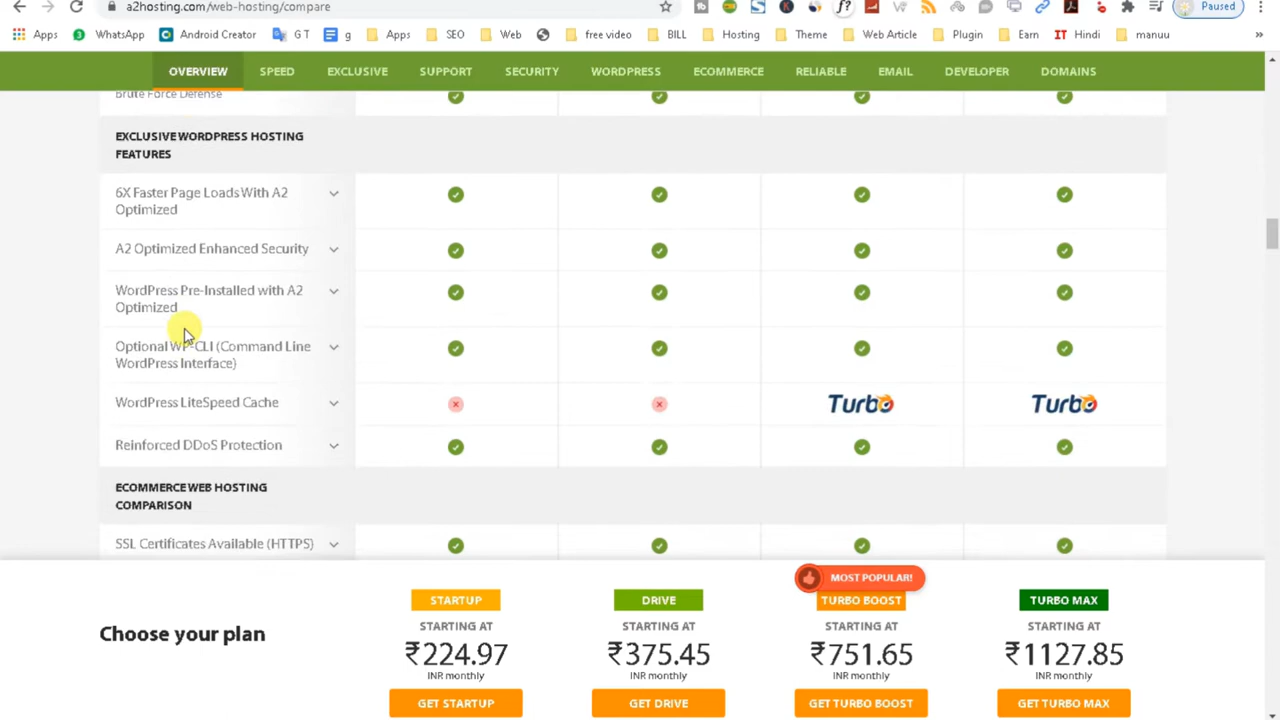 a2hosting.com/web-hosting/compare
Paused
Apps WhatsApp Android Creator G T g Apps SEO Web free video BILL Hosting Theme Web Article Plugin Earn IT Hindi manuu »
OVERVIEW SPEED EXCLUSIVE SUPPORT SECURITY WORDPRESS ECOMMERCE RELIABLE EMAIL DEVELOPER DOMAINS
Brute Force Defense
EXCLUSIVE WORDPRESS HOSTING
FEATURES
6X Faster Page Loads With A2
Optimized
A2 Optimized Enhanced Security
WordPress Pre-Installed with A2
Optimized
Optional WP-CLI (Command Line
WordPress Interface)
WordPress LiteSpeed Cache Turbo Turbo
Reinforced DDoS Protection
ECOMMERCE WEB HOSTING
COMPARISON
SSL Certificates Available (HTTPS)
MOST POPULAR!
STARTUP DRIVE TURBO BOOST TURBO MAX
STARTING AT STARTING AT STARTING AT STARTING AT
Choose your plan
₹224.97 ₹375.45 ₹751.65 ₹1127.85
INR monthly INR monthly INR monthly INR monthly
GET STARTUP GET DRIVE GET TURBO BOOST GET TURBO MAX